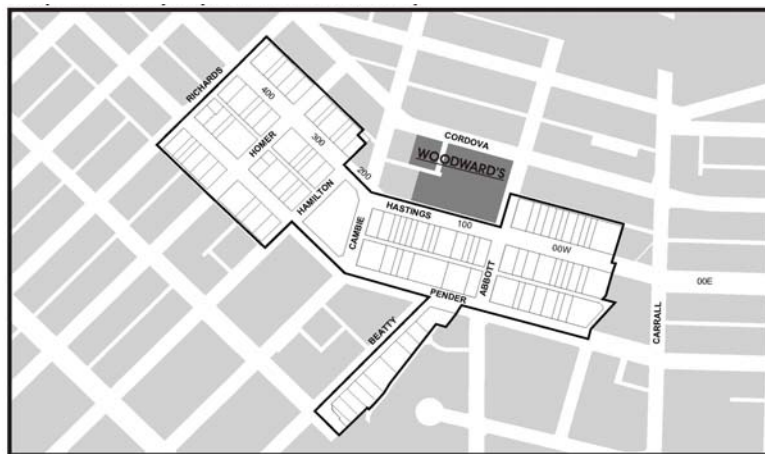 RICHARDS
400
HOMER
300
CORDOVA
WOODWARD'S
200
HAMILTON
HASTINGS
100
CAMBIE
00W
ABBOTT
00E
PENDER
BEATTY
CARRALL